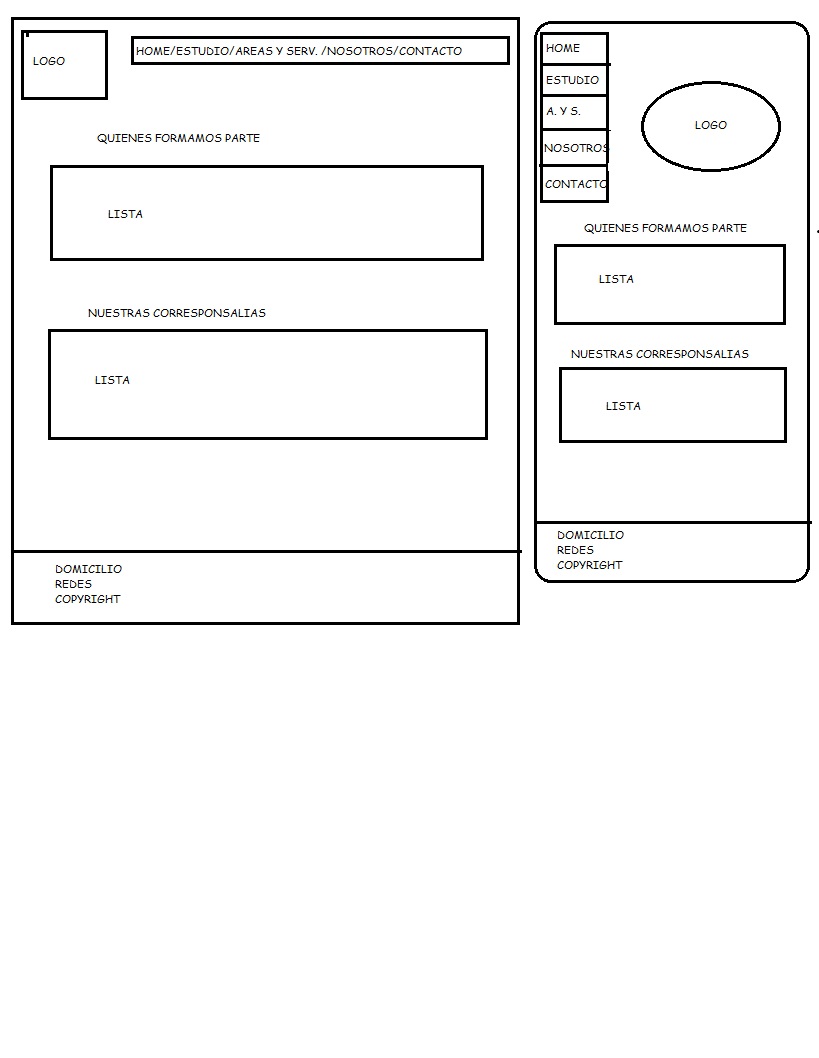 LOGO
HOME/ESTUDIO/AREAS Y SERV. /NOSOTROS/CONTACTO
QUIENES FORMAMOS PARTE
LISTA
NUESTRAS CORRESPONSALIAS
LISTA
DOMICILIO
REDES
COPYRIGHT
HOME
ESTUDIO
A. Y S.
NOSOTROS
CONTACTO
LOGO
QUIENES FORMAMOS PARTE
LISTA
NUESTRAS CORRESPONSALIAS
LISTA
DOMICILIO
REDES
COPYRIGHT